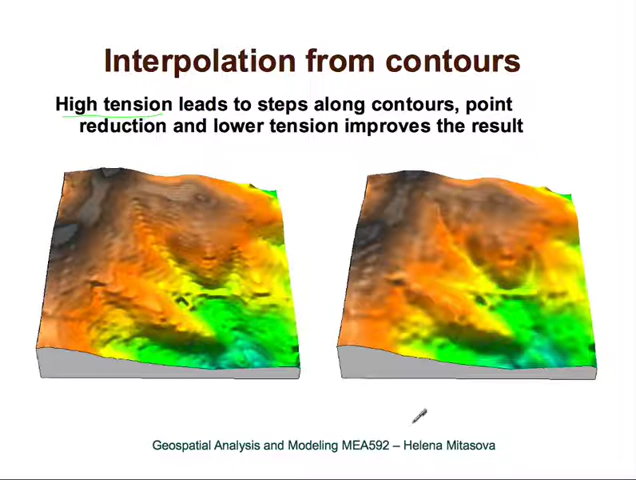 Interpolation from contours
High tension leads to steps along contours, point
reduction and lower tension improves the result
Geospatial Analysis and Modeling MEA592 – Helena Mitasova